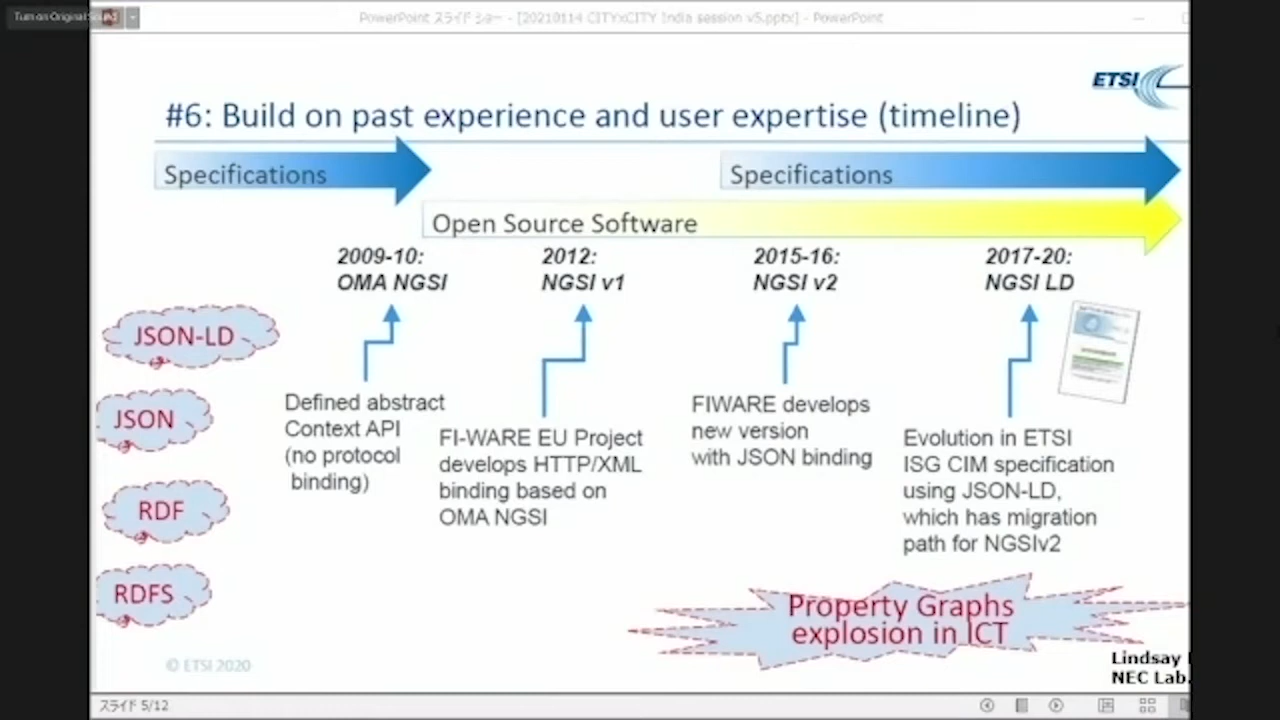 Turn on Original Sound
PowerPoint スライド ショー - [20210114 CITYxCITY India session v5.pptx] - PowerPoint
ETSI
#6: Build on past experience and user expertise (timeline)
Specifications
Specifications
Open Source Software
2009-10:
OMA NGSI
2012:
NGSI v1
2015-16:
NGSI v2
2017-20:
NGSI LD
JSON-LD
JSON
RDF
RDFS
Defined abstract
Context API
(no protocol
binding)
FI-WARE EU Project
develops HTTP/XML
binding based on
OMA NGSI
FIWARE develops
new version
with JSON binding
Evolution in ETSI
ISG CIM specification
using JSON-LD,
which has migration
path for NGSIv2
Property Graphs
explosion in ICT
© ETSI 2020
Lindsay
NEC Lab.
スライド 5/12